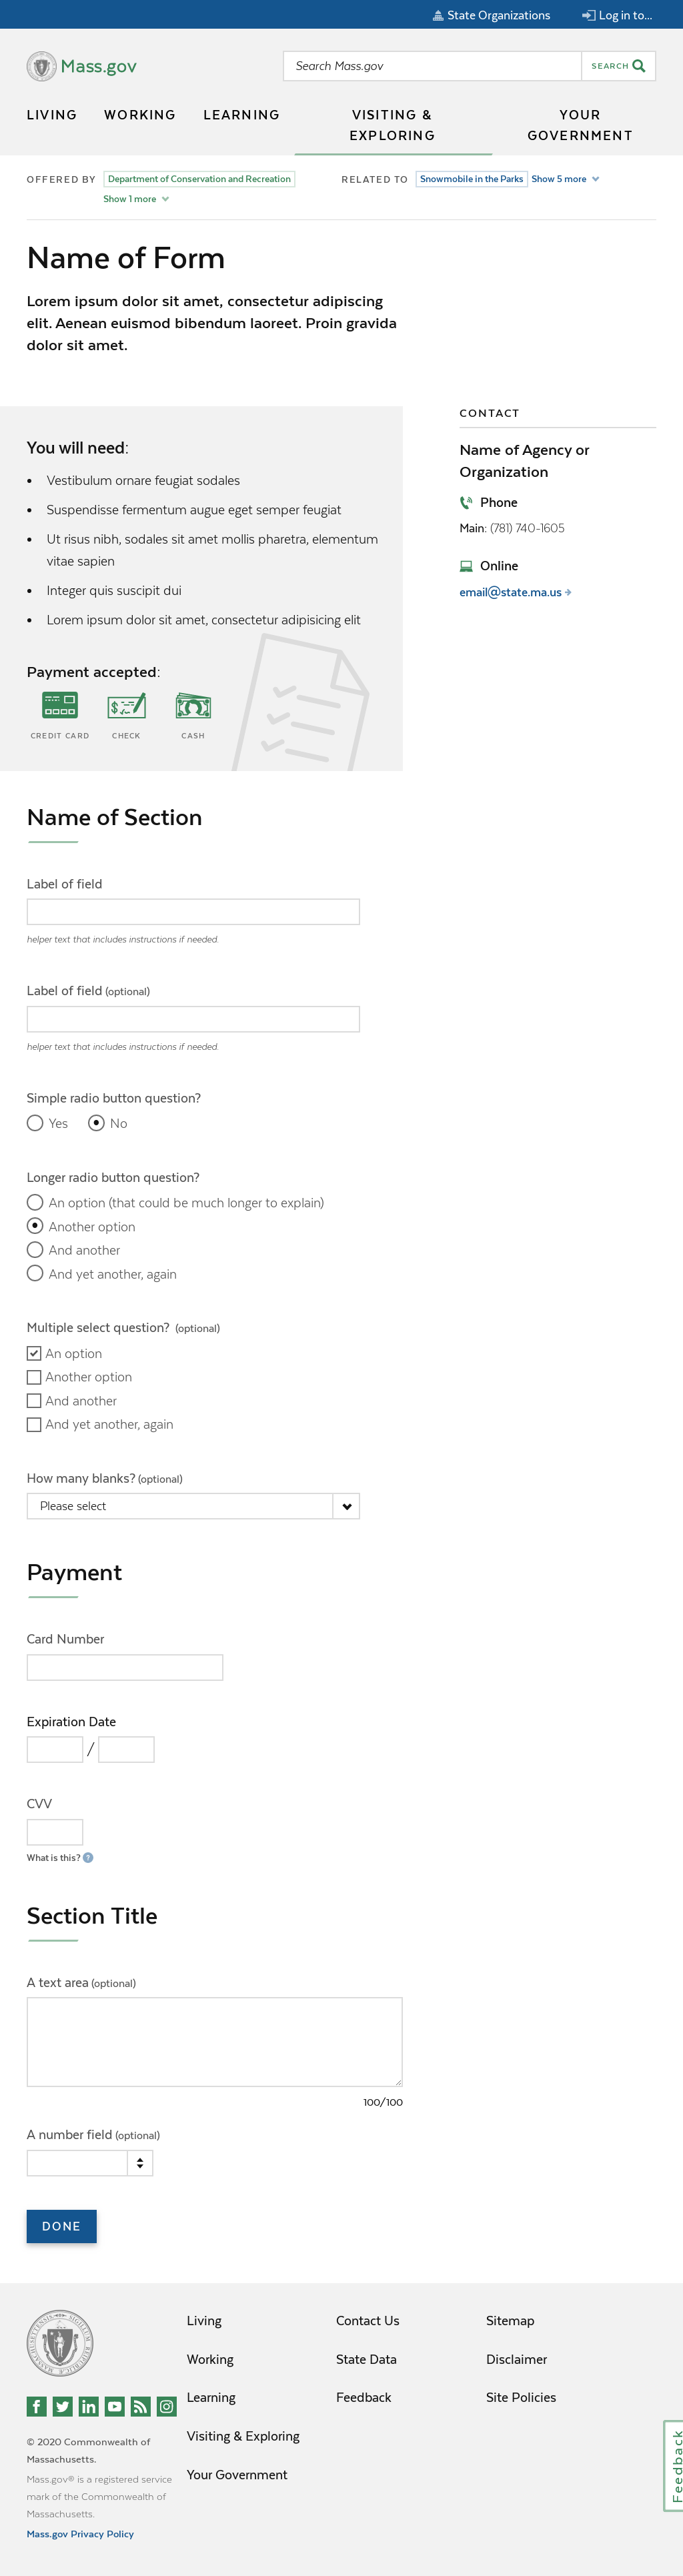 State Organizations
Log in to...
Mass.gov
Search Mass.gov
SEARCH
LIVING
WORKING
LEARNING
VISITING &
EXPLORING
YOUR
GOVERNMENT
OFFERED BY
Department of Conservation and Recreation
Show 1 more
RELATED TO
Snowmobile in the Parks
Show 5 more
Name of Form
Lorem ipsum dolor sit amet, consectetur adipiscing
elit. Aenean euismod bibendum laoreet. Proin gravida
dolor sit amet.
You will need:
• Vestibulum ornare feugiat sodales
• Suspendisse fermentum augue eget semper feugiat
• Ut risus nibh, sodales sit amet mollis pharetra, elementum
vitae sapien
• Integer quis suscipit dui
• Lorem ipsum dolor sit amet, consectetur adipisicing elit
Payment accepted:
CREDIT CARD
CHECK
CASH
CONTACT
Name of Agency or
Organization
Phone
Main: (781) 740-1605
Online
email@state.ma.us
Name of Section
Label of field
helper text that includes instructions if needed.
Label of field (optional)
helper text that includes instructions if needed.
Simple radio button question?
Yes
No
Longer radio button question?
An option (that could be much longer to explain)
Another option
And another
And yet another, again
Multiple select question? (optional)
An option
Another option
And another
And yet another, again
How many blanks? (optional)
Please select
Payment
Card Number
Expiration Date
/
CVV
What is this? ?
Section Title
A text area (optional)
100/100
A number field (optional)
DONE
Living
Working
Learning
Visiting & Exploring
Your Government
Contact Us
State Data
Feedback
Sitemap
Disclaimer
Site Policies
© 2020 Commonwealth of
Massachusetts.
Mass.gov® is a registered service
mark of the Commonwealth of
Massachusetts.
Mass.gov Privacy Policy
Feedback